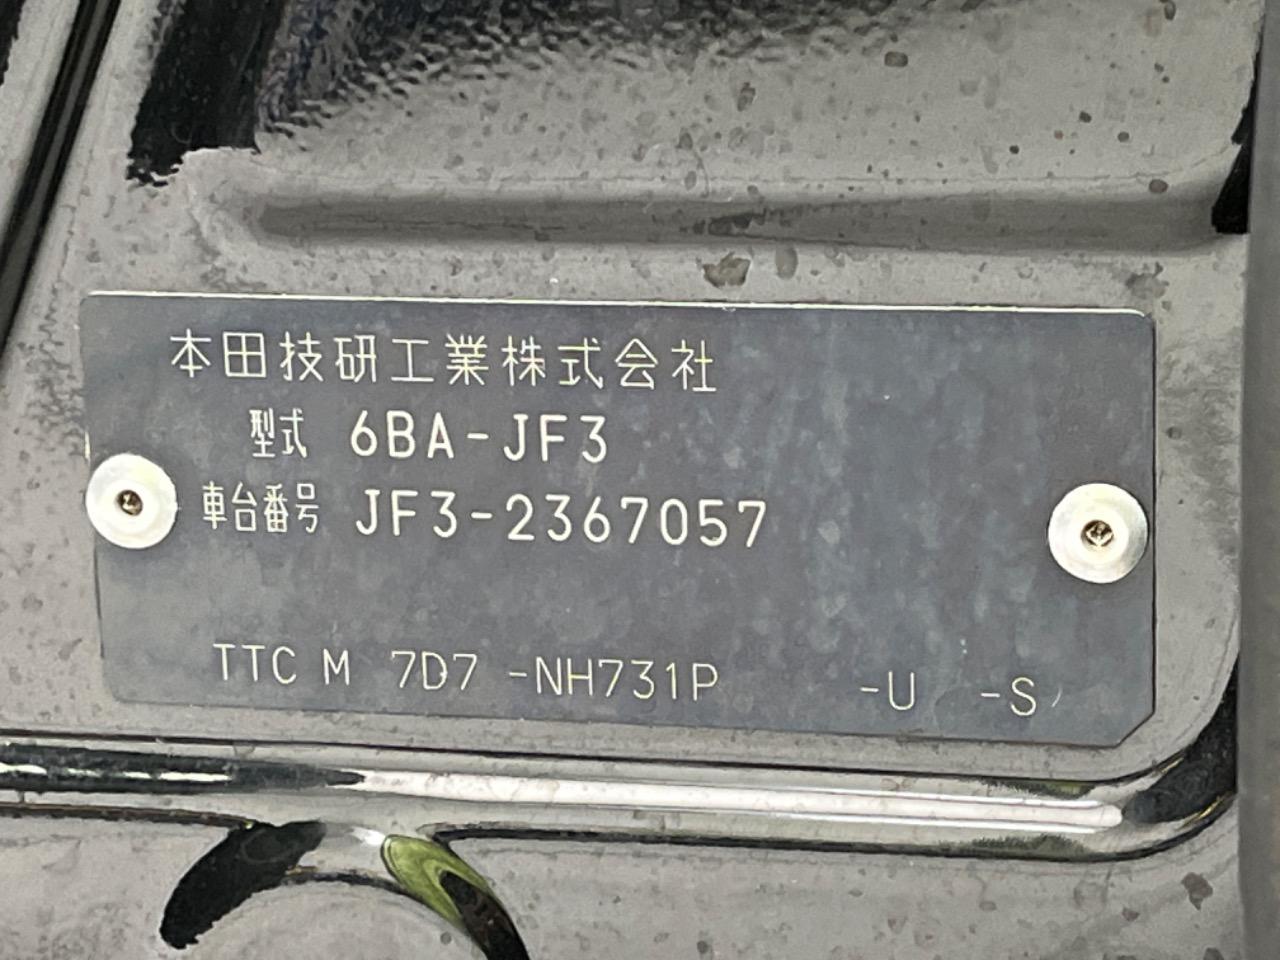 本田技研工業株式会社
型式 6BA-JF3
車台番号 JF3-2367057
TTC M 7D7 -NH731P -U -S